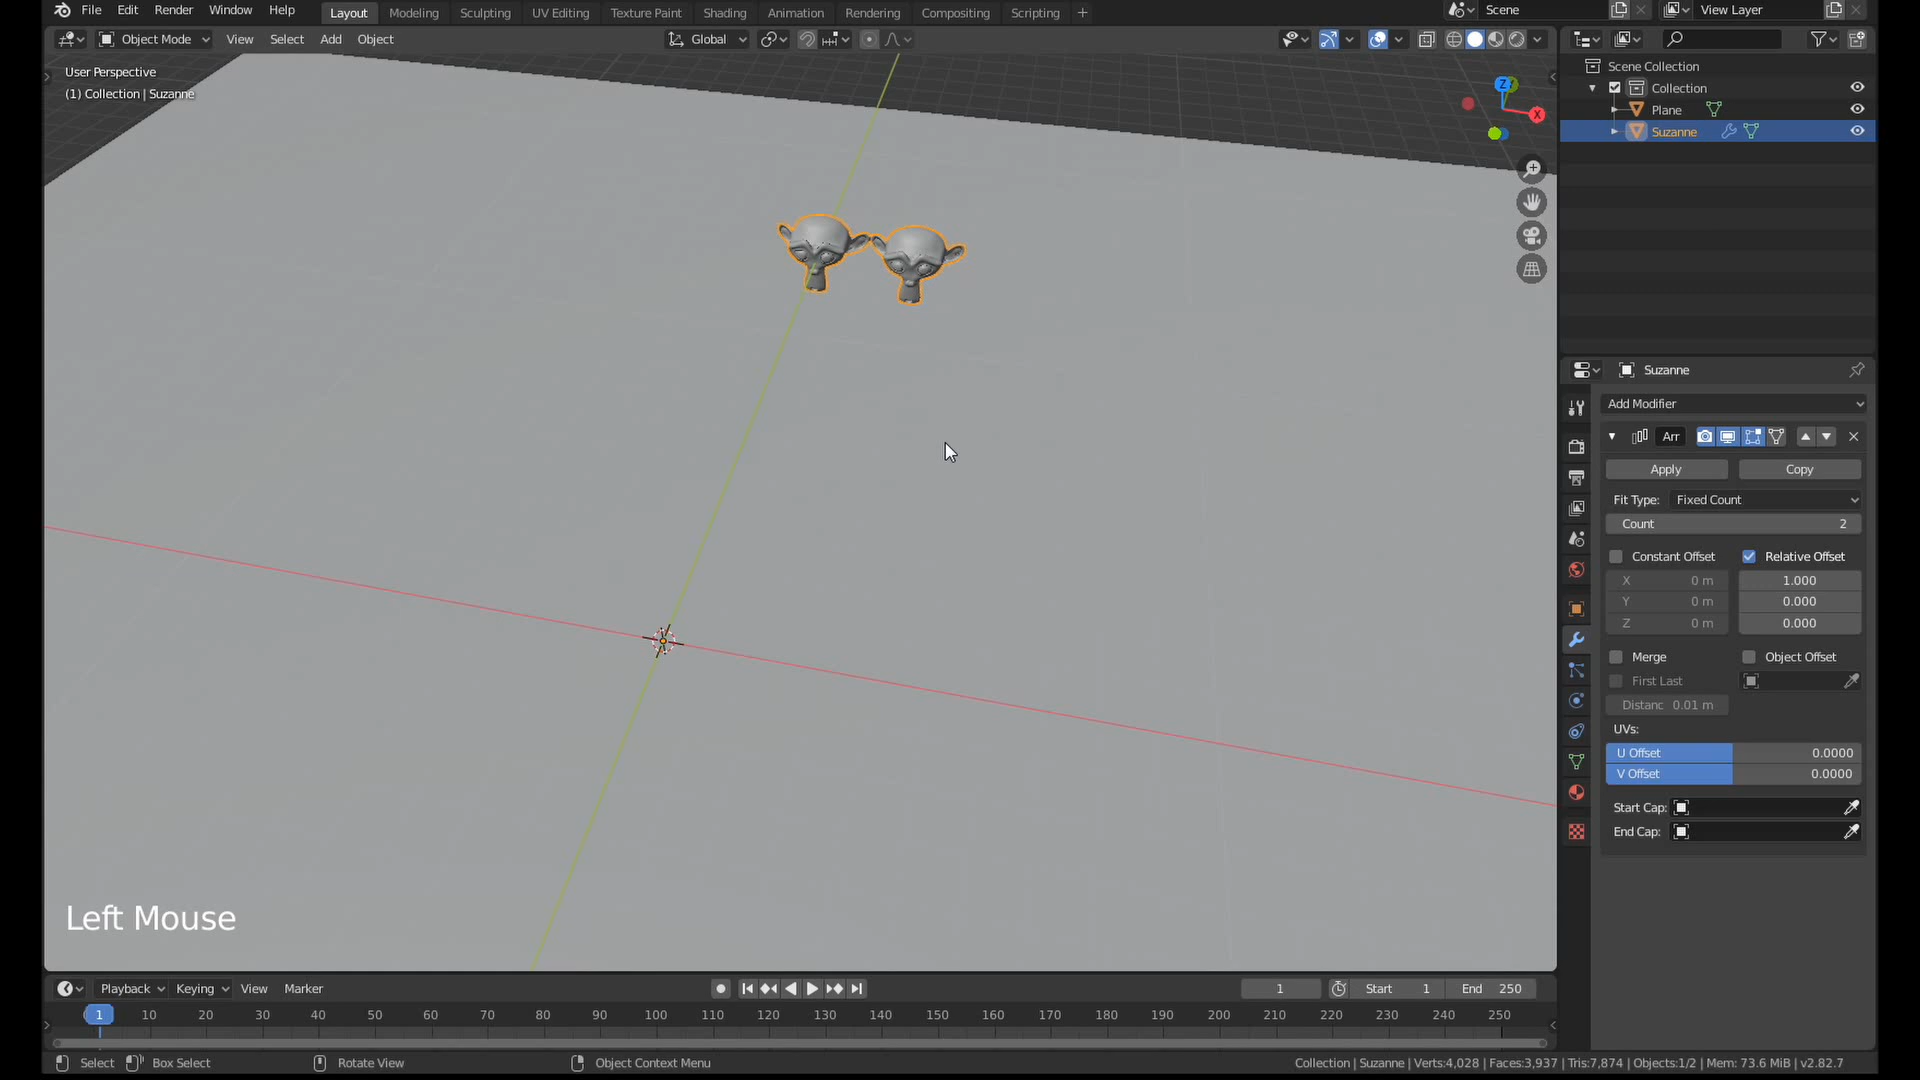 File Edit Render Window Help Layout Modeling Sculpting UV Editing Texture Paint Shading Animation Rendering Compositing Scripting + Scene View Layer
Object Mode View Select Add Object Global
User Perspective
(1) Collection | Suzanne
Z
X
Scene Collection
Collection
Plane
Suzanne
Suzanne
Add Modifier
Arr
Apply Copy
Fit Type: Fixed Count
Count 2
Constant Offset Relative Offset
X 0 m 1.000
Y 0 m 0.000
Z 0 m 0.000
Merge Object Offset
First Last
Distanc 0.01 m
UVs:
U Offset 0.0000
V Offset 0.0000
Start Cap:
End Cap:
Left Mouse
Playback Keying View Marker 1 Start 1 End 250
1 10 20 30 40 50 60 70 80 90 100 110 120 130 140 150 160 170 180 190 200 210 220 230 240 250
Select Box Select Rotate View Object Context Menu Collection | Suzanne | Verts:4,028 | Faces:3,937 | Tris:7,874 | Objects:1/2 | Mem: 73.6 MiB | v2.82.7